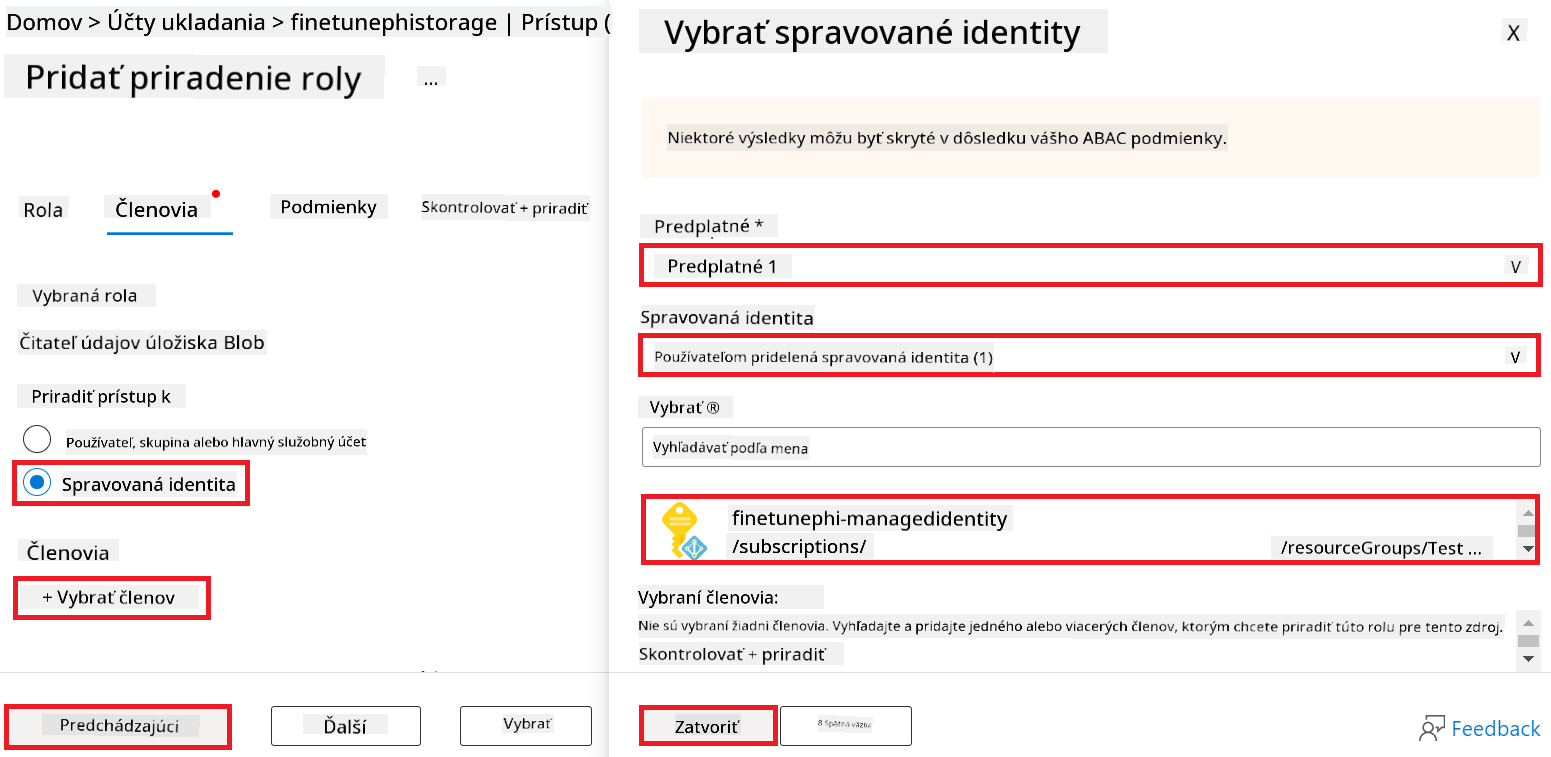 Domov > Účty ukladania > finetunephistorage | Prístup (
Pridať priradenie roly
...
Rola
Členovia
Podmienky
Skontrolovať + priradiť
Vybraná rola
Čitateľ údajov úložiska Blob
Priradiť prístup k
Používateľ, skupina alebo hlavný služobný účet
Spravovaná identita
Členovia
+ Vybrať členov
Predchádzajúci
Ďalší
Vybrať
Vybrať spravované identity
X
Niektoré výsledky môžu byť skryté v dôsledku vášho ABAC podmienky.
Predplatné *
Predplatné 1
V
Spravovaná identita
Používateľom pridelená spravovaná identita (1)
V
Vybrať ®
Vyhľadávať podľa mena
finetunephi-managedidentity
/subscriptions/
/resourceGroups/Test ...
Vybraní členovia:
Nie sú vybraní žiadni členovia. Vyhľadajte a pridajte jedného alebo viacerých členov, ktorým chcete priradiť túto rolu pre tento zdroj.
Skontrolovať + priradiť
Zatvoriť
8 Spätná väzba
Feedback